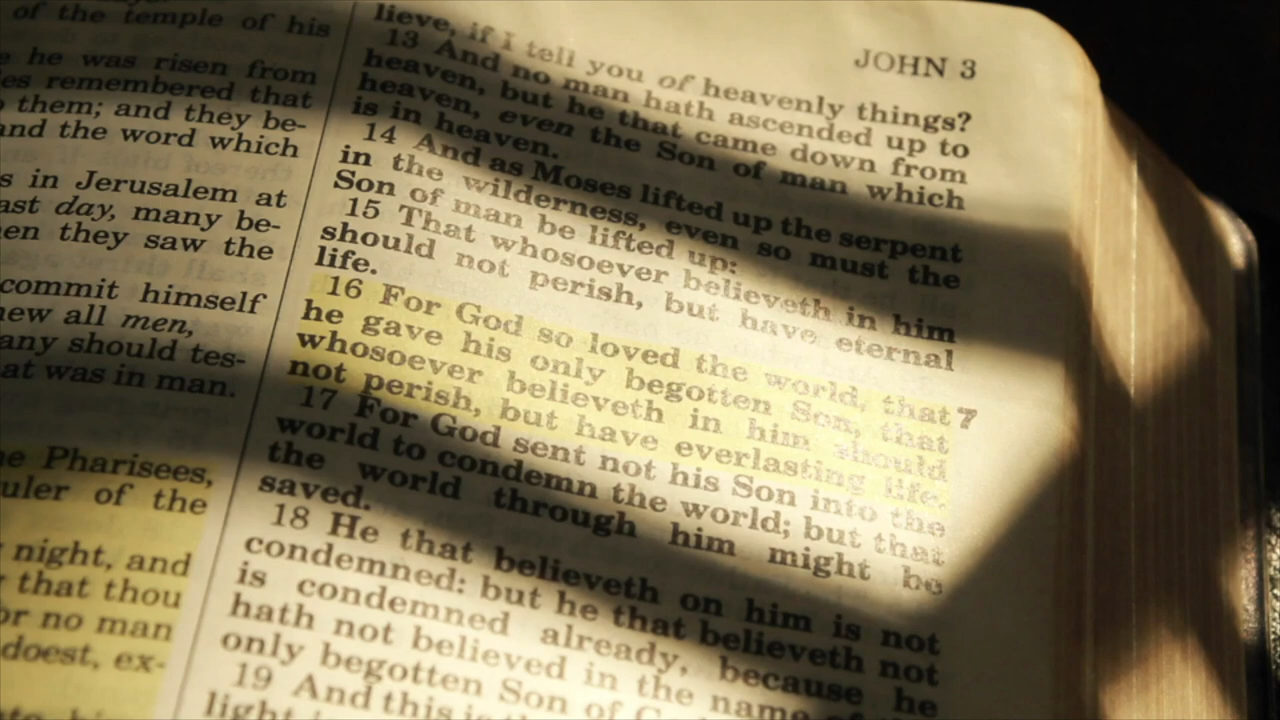 of the temple of his
he was risen from
remembered that
them; and they be-
and the word which
in Jerusalem at
day, many be-
they saw the
commit himself
all men,
any should tes-
at was in man.
Pharisees,
of the
night, and
that thou
or no man
doest, ex-
JOHN 3
lieve, if I tell you of heavenly things?
13 And no man hath ascended up to
heaven, but he that came down from
heaven, even the Son of man which
is in heaven.
14 And as Moses lifted up the serpent
in the wilderness, even so must the
Son of man be lifted up:
15 That whosoever believeth in him
should not perish, but have eternal
life.
16 For God so loved the world, that 7
he gave his only begotten Son, that
whosoever believeth in him should
not perish, but have everlasting life.
17 For God sent not his Son into the
world to condemn the world; but that
the world through him might be
saved.
18 He that believeth on him is not
condemned: but he that believeth not
is condemned already, because he
hath not believed in the name of the
only begotten Son of
19 And this is
light